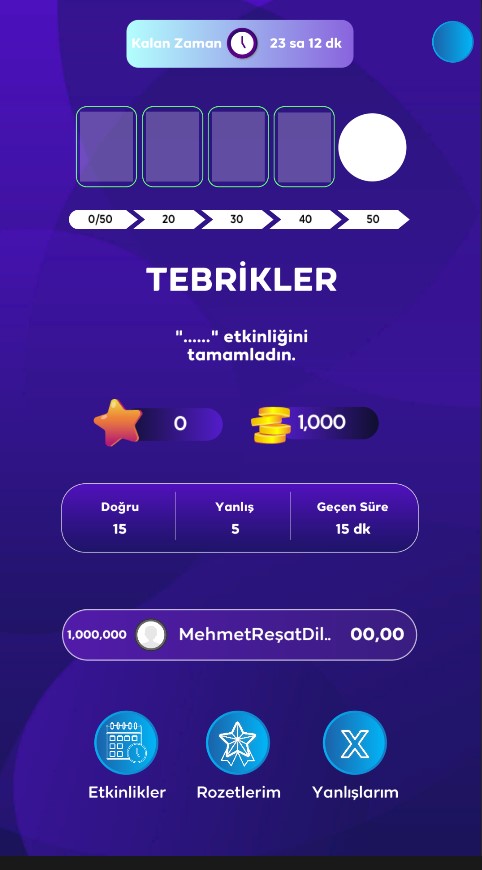 Kalan Zaman 23 sa 12 dk
0/50 20 30 40 50
TEBRİKLER
"......" etkinliğini
tamamladın.
0 1,000
Doğru Yanlış Geçen Süre
15 5 15 dk
1,000,000 MehmetReşatDil.. 00,00
Etkinlikler Rozetlerim Yanlışlarım